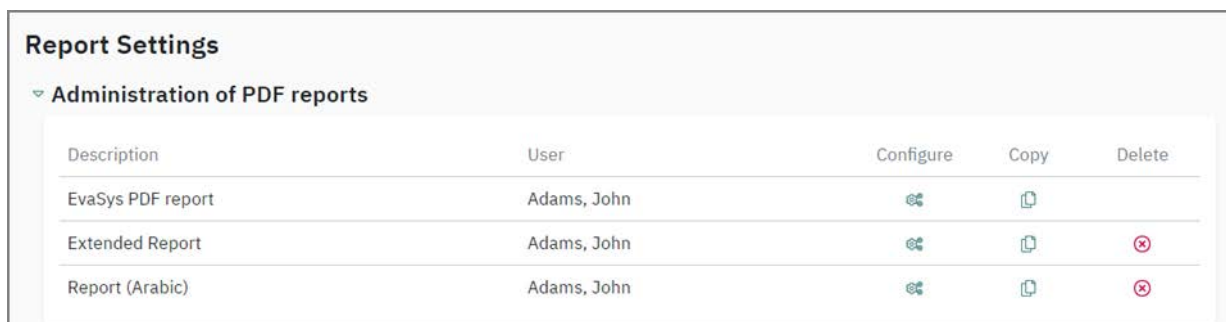 Report Settings
Administration of PDF reports
Description User Configure Copy Delete
EvaSys PDF report Adams, John
Extended Report Adams, John
Report (Arabic) Adams, John